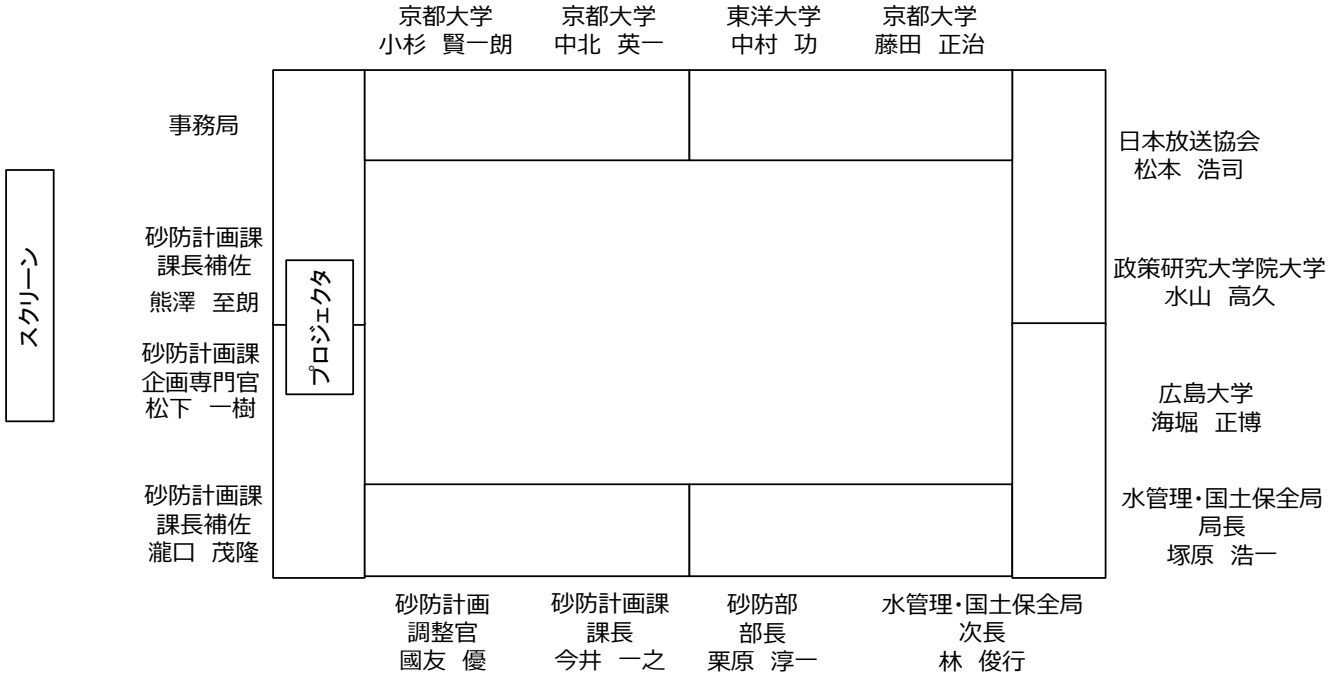 京都大学
小杉 賢一朗
京都大学
中北 英一
東洋大学
中村 功
京都大学
藤田 正治
事務局
日本放送協会
松本 浩司
スクリーン
砂防計画課
課長補佐
熊澤 至朗
プロジェクタ
政策研究大学院大学
水山 高久
砂防計画課
企画専門官
松下 一樹
広島大学
海堀 正博
砂防計画課
課長補佐
瀧口 茂隆
水管理・国土保全局
局長
塚原 浩一
砂防計画
調整官
國友 優
砂防計画課
課長
今井 一之
砂防部
部長
栗原 淳一
水管理・国土保全局
次長
林 俊行